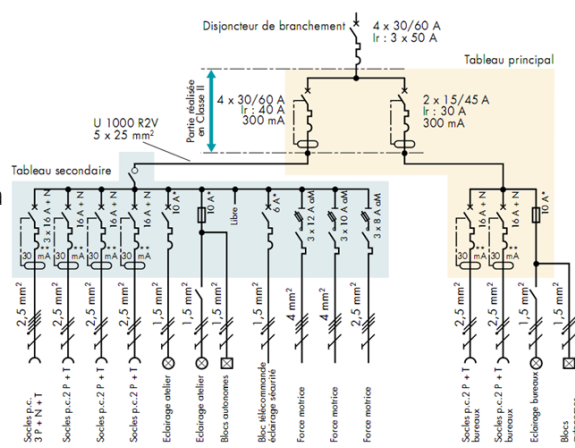 Disjoncteur de branchement
4 x 30/60 A
Ir : 3 x 50 A
Tableau principal
Partie réalisée
en Classe II
4 x 30/60 A
Ir : 40 A
300 mA
2 x 15/45 A
Ir : 30 A
300 mA
U 1000 R2V
5 x 25 mm²
Tableau secondaire
3 x 16 A + N
16 A + N
16 A + N
16 A + N
10 A*
10 A*
Libre
6 A*
3 x 12 A aM
3 x 10 A aM
3 x 8 A aM
16 A + N
16 A + N
10 A*
30 mA**
30 mA**
30 mA**
30 mA**
30 mA**
30 mA**
2,5 mm²
2,5 mm²
2,5 mm²
2,5 mm²
1,5 mm²
1,5 mm²
1,5 mm²
1,5 mm²
4 mm²
4 mm²
2,5 mm²
2,5 mm²
2,5 mm²
1,5 mm²
1,5 mm²
Socles p.c.
3 P + N + T
Socles p.c.2 P + T
Socles p.c.2 P + T
Socles p.c.2 P + T
Eclairage atelier
Eclairage atelier
Blocs autonomes
Bloc télécommande
éclairage sécurité
Force motrice
Force motrice
Force motrice
Socles p.c.2 P + T
bureaux
Socles p.c.2 P + T
bureaux
Eclairage bureaux
Blocs